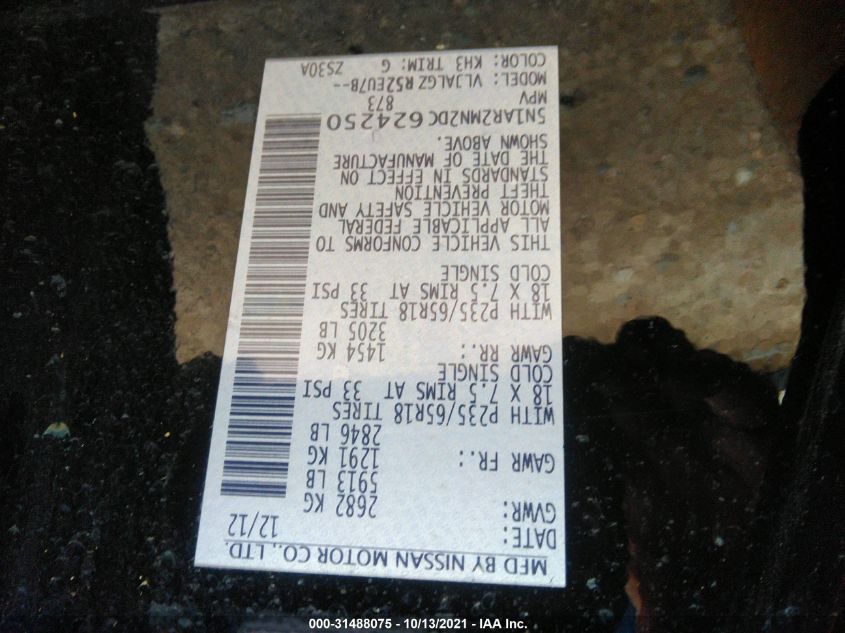 MFD BY NISSAN MOTOR CO., LTD.
DATE: 12/12
GVWR: 2682 KG
5913 LB
GAWR FR.: 1291 KG
2846 LB
WITH P235/65R18 TIRES
18 X 7.5 RIMS AT 33 PSI
COLD SINGLE
GAWR RR.: 1454 KG
3205 LB
WITH P235/65R18 TIRES
18 X 7.5 RIMS AT 33 PSI
COLD SINGLE
THIS VEHICLE CONFORMS TO
ALL APPLICABLE FEDERAL
MOTOR VEHICLE SAFETY AND
THEFT PREVENTION
STANDARDS IN EFFECT ON
THE DATE OF MANUFACTURE
SHOWN ABOVE.
5N1AR2MN2DC624250
MPV 873
MODEL: VLJALGZ R52EU7B--
COLOR: KH3 TRIM: G ZS30A
000-31488075 - 10/13/2021 - IAA Inc.